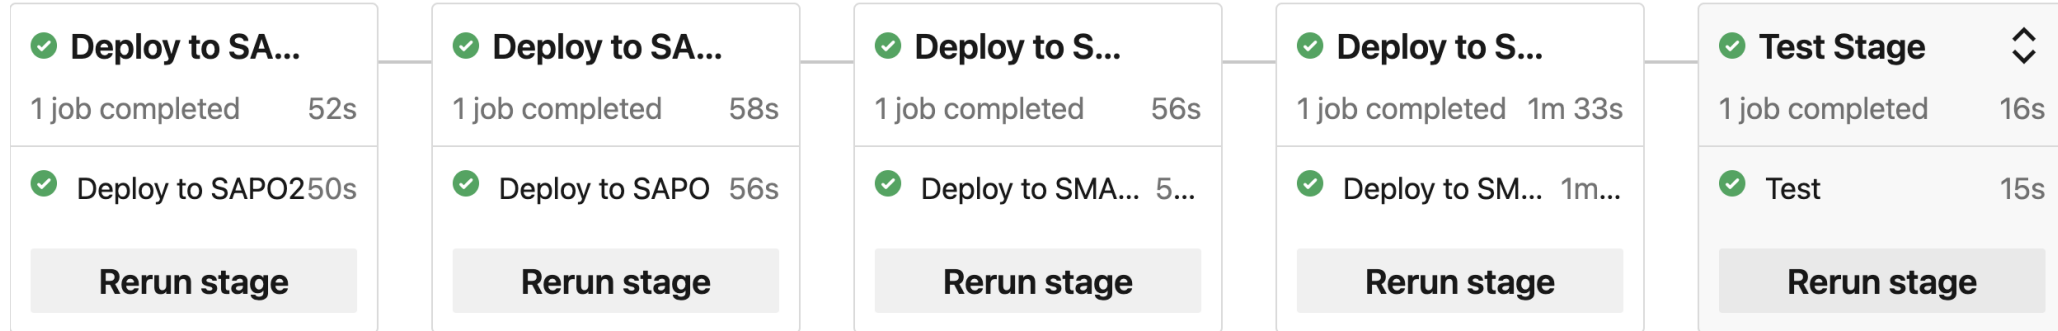 Deploy to SA...
1 job completed 52s
Deploy to SAPO2 50s
Rerun stage
Deploy to SA...
1 job completed 58s
Deploy to SAPO 56s
Rerun stage
Deploy to S...
1 job completed 56s
Deploy to SMA... 5...
Rerun stage
Deploy to S...
1 job completed 1m 33s
Deploy to SM... 1m...
Rerun stage
Test Stage
1 job completed 16s
Test 15s
Rerun stage